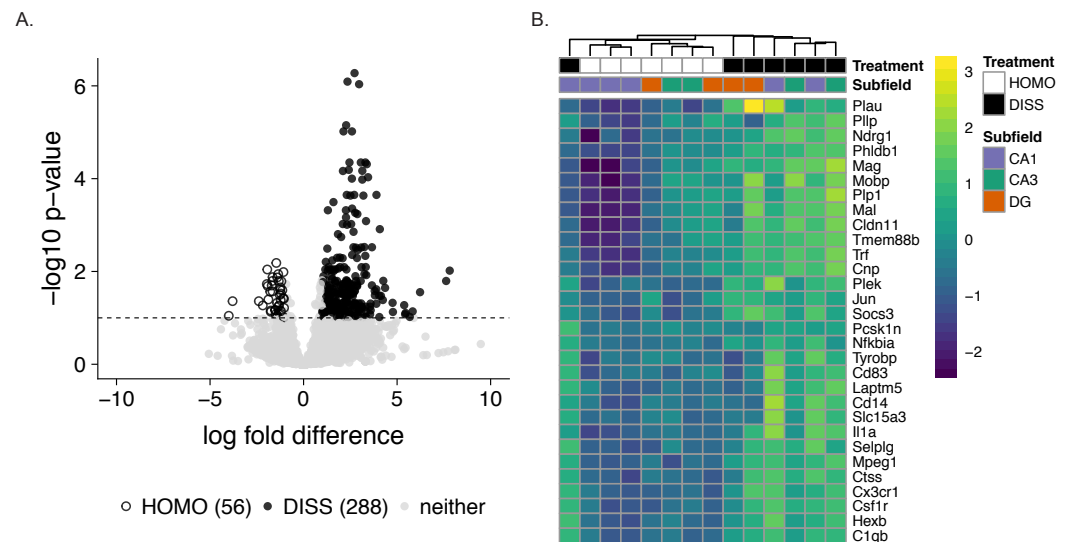 A.
−log10 p−value
6
4
2
0
−10
−5
0
5
10
log fold difference
HOMO (56)
DISS (288)
neither
B.
Treatment
Subfield
Plau
Pllp
Ndrg1
Phldb1
Mag
Mobp
Plp1
Mal
Cldn11
Tmem88b
Trf
Cnp
Plek
Jun
Socs3
Pcsk1n
Nfkbia
Tyrobp
Cd83
Laptm5
Cd14
Slc15a3
Il1a
Selplg
Mpeg1
Ctss
Cx3cr1
Csf1r
Hexb
C1qb
3
2
1
0
−1
−2
Treatment
HOMO
DISS
Subfield
CA1
CA3
DG